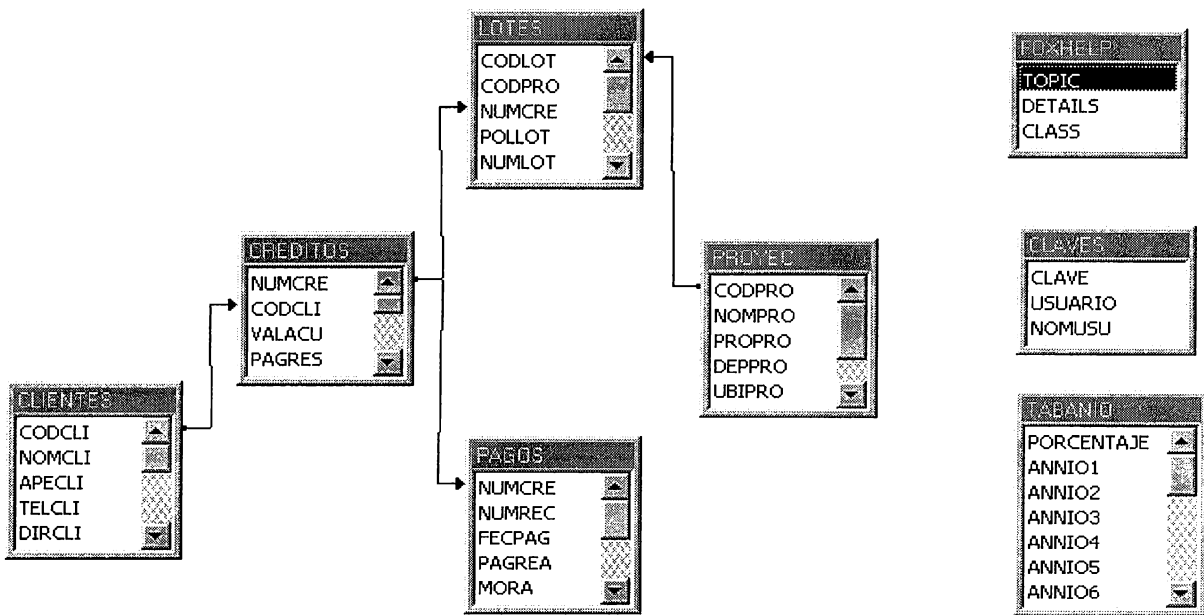 LOTES
CODLOT
CODPRO
NUMCRE
POLLOT
NUMLOT
FOXHELP
TOPIC
DETAILS
CLASS
CREDITOS
NUMCRE
CODCLI
VALACU
PAGRES
PROYEC
CODPRO
NOMPRO
PROPRO
DEPPRO
UBIPRO
CLAVES
CLAVE
USUARIO
NOMUSU
CLIENTES
CODCLI
NOMCLI
APECLI
TELCLI
DIRCLI
PAGOS
NUMCRE
NUMREC
FECPAG
PAGREA
MORA
TABANIO
PORCENTAJE
ANNIO1
ANNIO2
ANNIO3
ANNIO4
ANNIO5
ANNIO6